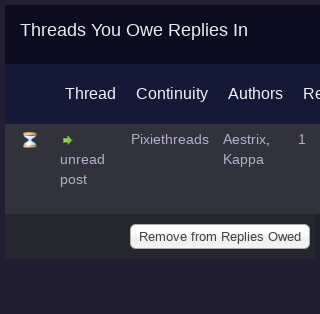 Threads You Owe Replies In
Thread Continuity Authors Re
Pixiethreads Aestrix, 1
unread Kappa
post
Remove from Replies Owed